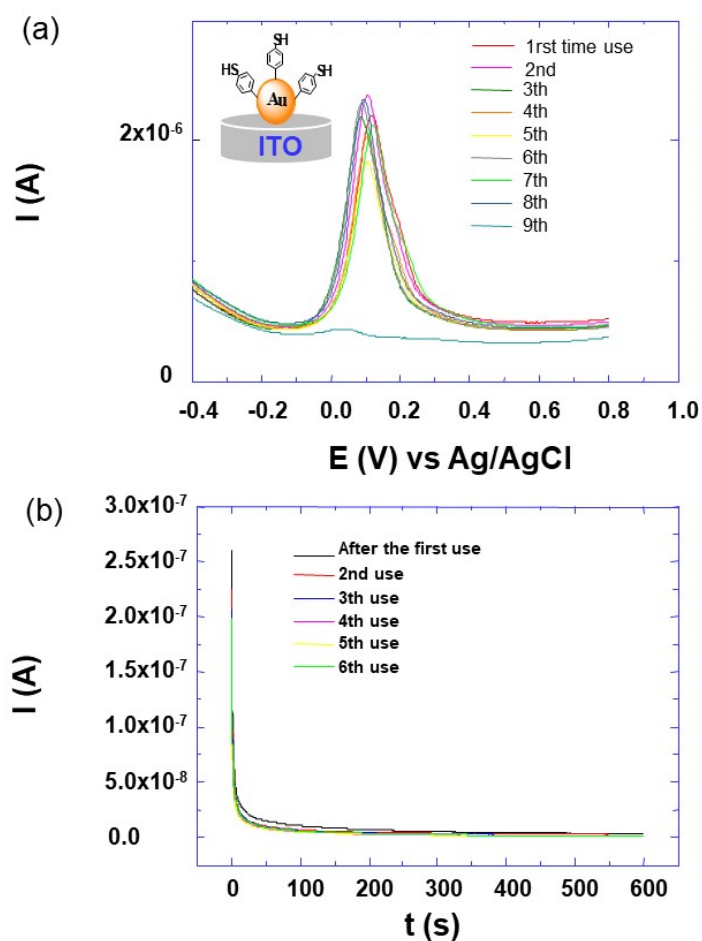 (a)
SH
HS
SH
Au
ITO
1rst time use
2nd
3th
4th
5th
6th
7th
8th
9th
2x10⁻⁶
0
I (A)
-0.4 -0.2 0.0 0.2 0.4 0.6 0.8 1.0
E (V) vs Ag/AgCl
(b)
3.0x10⁻⁷
2.5x10⁻⁷
2.0x10⁻⁷
1.5x10⁻⁷
1.0x10⁻⁷
5.0x10⁻⁸
0.0
I (A)
After the first use
2nd use
3th use
4th use
5th use
6th use
0 100 200 300 400 500 600
t (s)